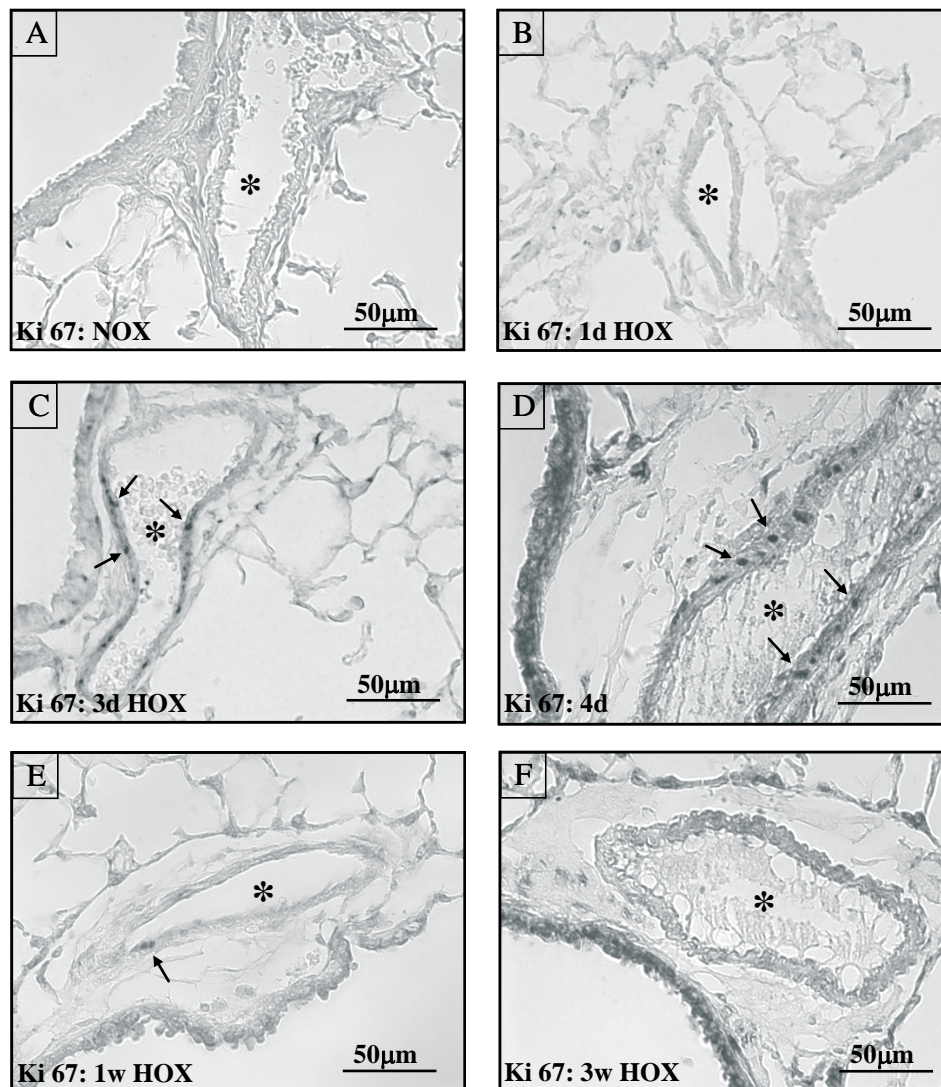 A
*
50μm
Ki 67: NOX
B
*
50μm
Ki 67: 1d HOX
C
*
50μm
Ki 67: 3d HOX
D
*
50μm
Ki 67: 4d
E
*
50μm
Ki 67: 1w HOX
F
*
50μm
Ki 67: 3w HOX